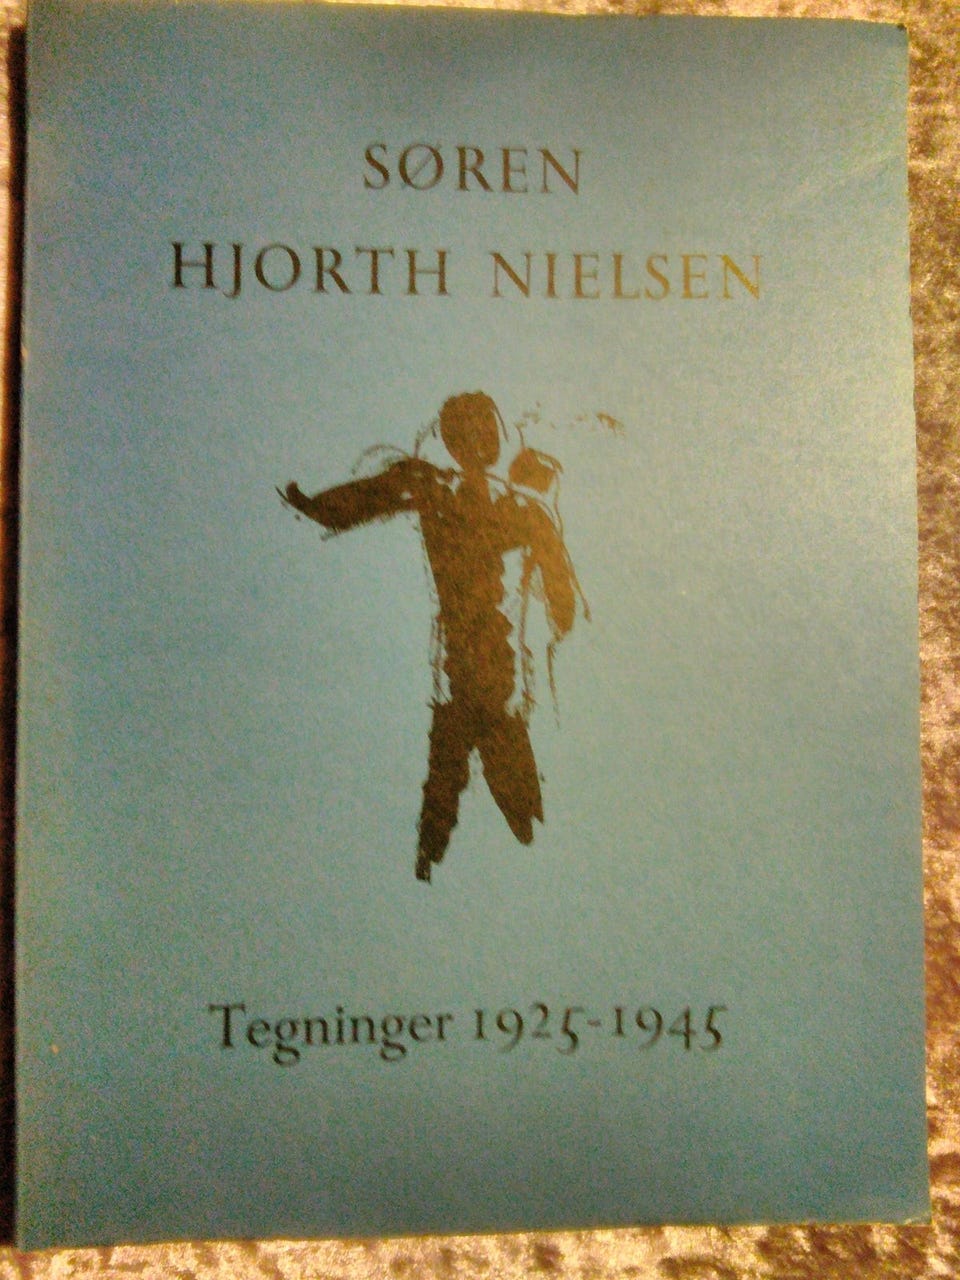 SØREN
HJORTH NIELSEN
Tegninger 1925-1945